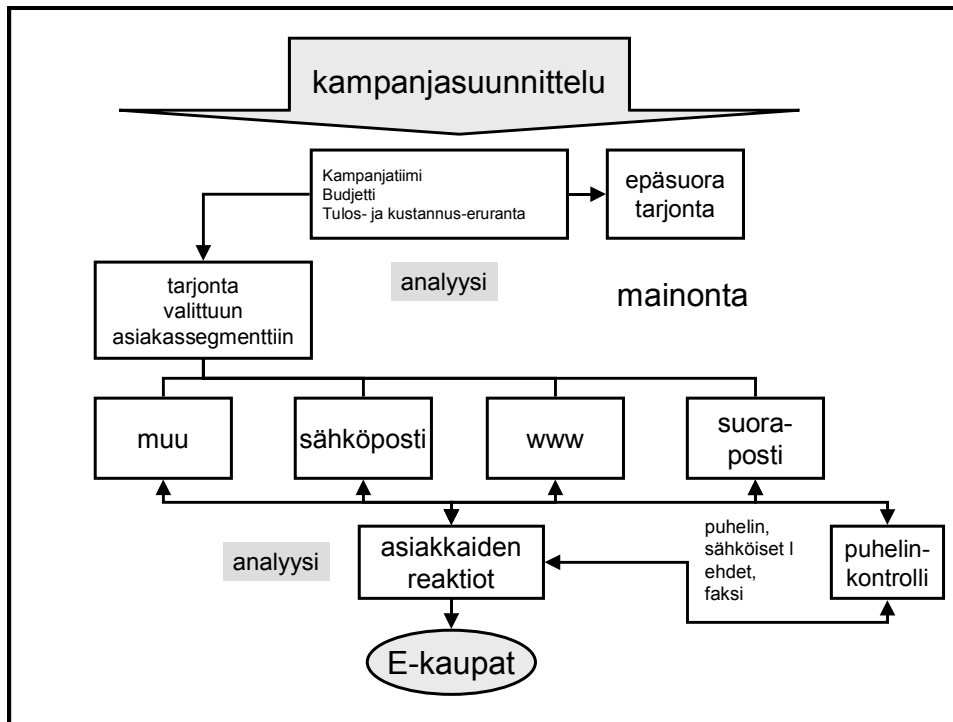 kampanjasuunnittelu
Kampanjatiimi
Budjetti
Tulos- ja kustannus-eruranta
epäsuora
tarjonta
analyysi
mainonta
tarjonta
valittuun
asiakassegmenttiin
muu
sähköposti
www
suora-
posti
analyysi
asiakkaiden
reaktiot
puhelin,
sähköiset l
ehdet,
faksi
puhelin-
kontrolli
E-kaupat